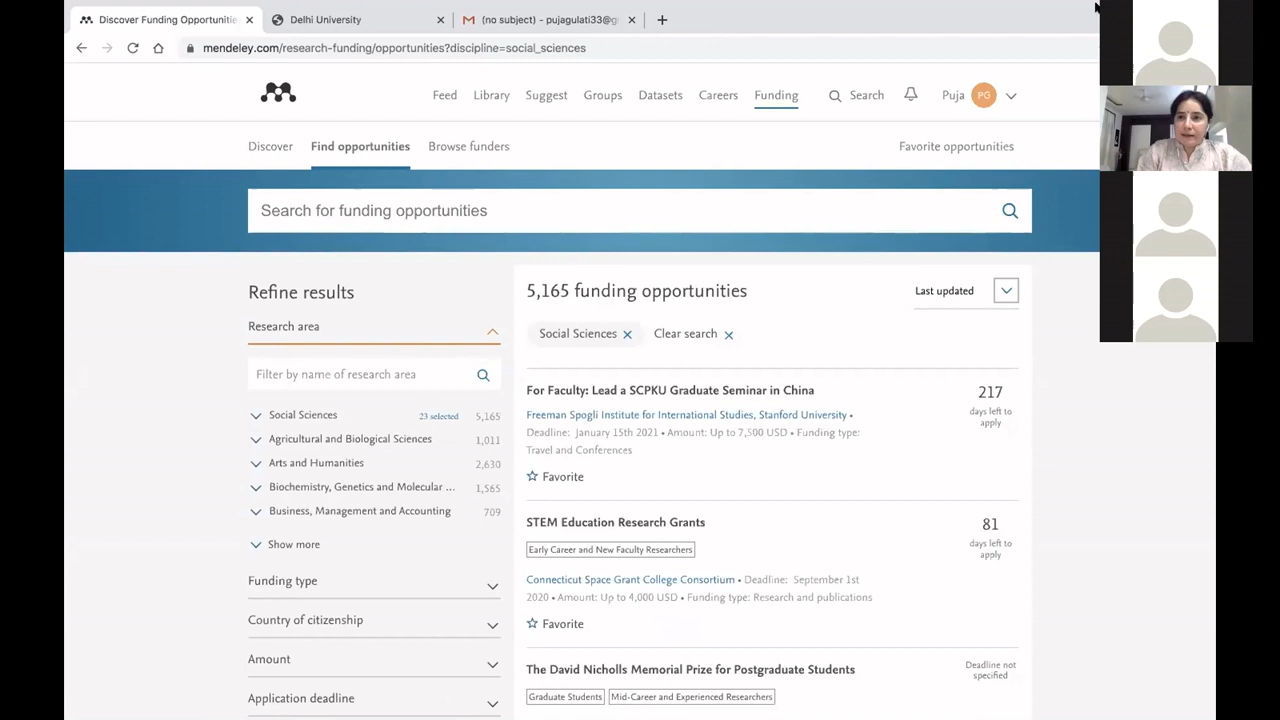 Discover Funding Opportunitie
Delhi University
(no subject) - pujagulati33@g
mendeley.com/research-funding/opportunities?discipline=social_sciences
Feed Library Suggest Groups Datasets Careers Funding Search Puja PG
Discover Find opportunities Browse funders Favorite opportunities
Search for funding opportunities
Refine results
Research area
Filter by name of research area
Social Sciences 23 selected 5,165
Agricultural and Biological Sciences 1,011
Arts and Humanities 2,630
Biochemistry, Genetics and Molecular ... 1,565
Business, Management and Accounting 709
Show more
Funding type
Country of citizenship
Amount
Application deadline
5,165 funding opportunities
Last updated
Social Sciences Clear search
For Faculty: Lead a SCPKU Graduate Seminar in China
Freeman Spogli Institute for International Studies, Stanford University •
Deadline: January 15th 2021 • Amount: Up to 7,500 USD • Funding type:
Travel and Conferences
Favorite
217
days left to
apply
STEM Education Research Grants
Early Career and New Faculty Researchers
Connecticut Space Grant College Consortium • Deadline: September 1st
2020 • Amount: Up to 4,000 USD • Funding type: Research and publications
Favorite
81
days left to
apply
The David Nicholls Memorial Prize for Postgraduate Students
Graduate Students Mid-Career and Experienced Researchers
Deadline not
specified